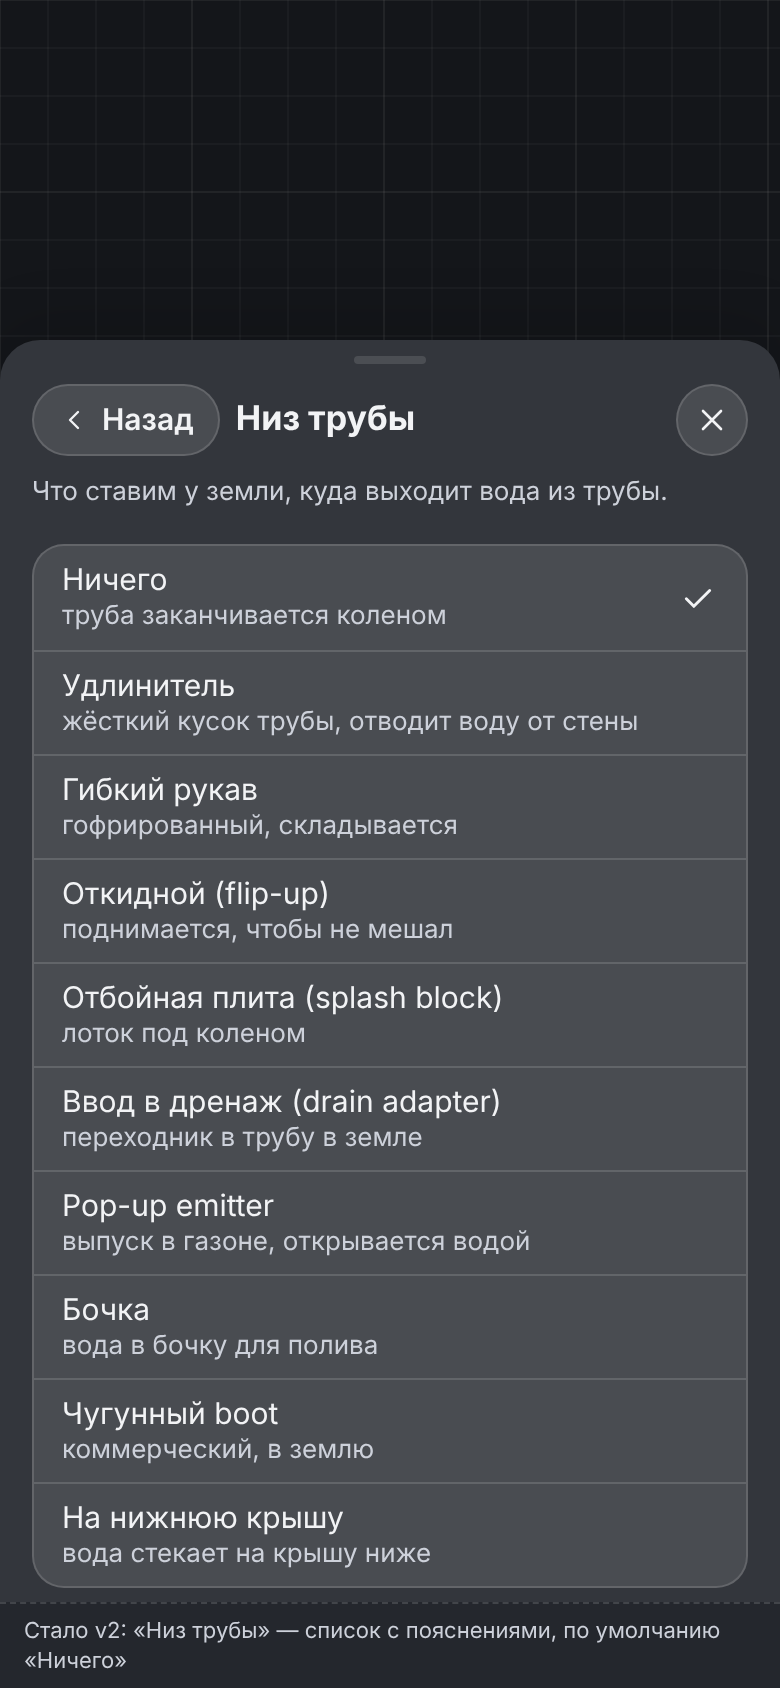 Назад
Низ трубы
Что ставим у земли, куда выходит вода из трубы.
Ничего
труба заканчивается коленом
Удлинитель
жёсткий кусок трубы, отводит воду от стены
Гибкий рукав
гофрированный, складывается
Откидной (flip-up)
поднимается, чтобы не мешал
Отбойная плита (splash block)
лоток под коленом
Ввод в дренаж (drain adapter)
переходник в трубу в земле
Pop-up emitter
выпуск в газоне, открывается водой
Бочка
вода в бочку для полива
Чугунный boot
коммерческий, в землю
На нижнюю крышу
вода стекает на крышу ниже
Стало v2: «Низ трубы» — список с пояснениями, по умолчанию
«Ничего»